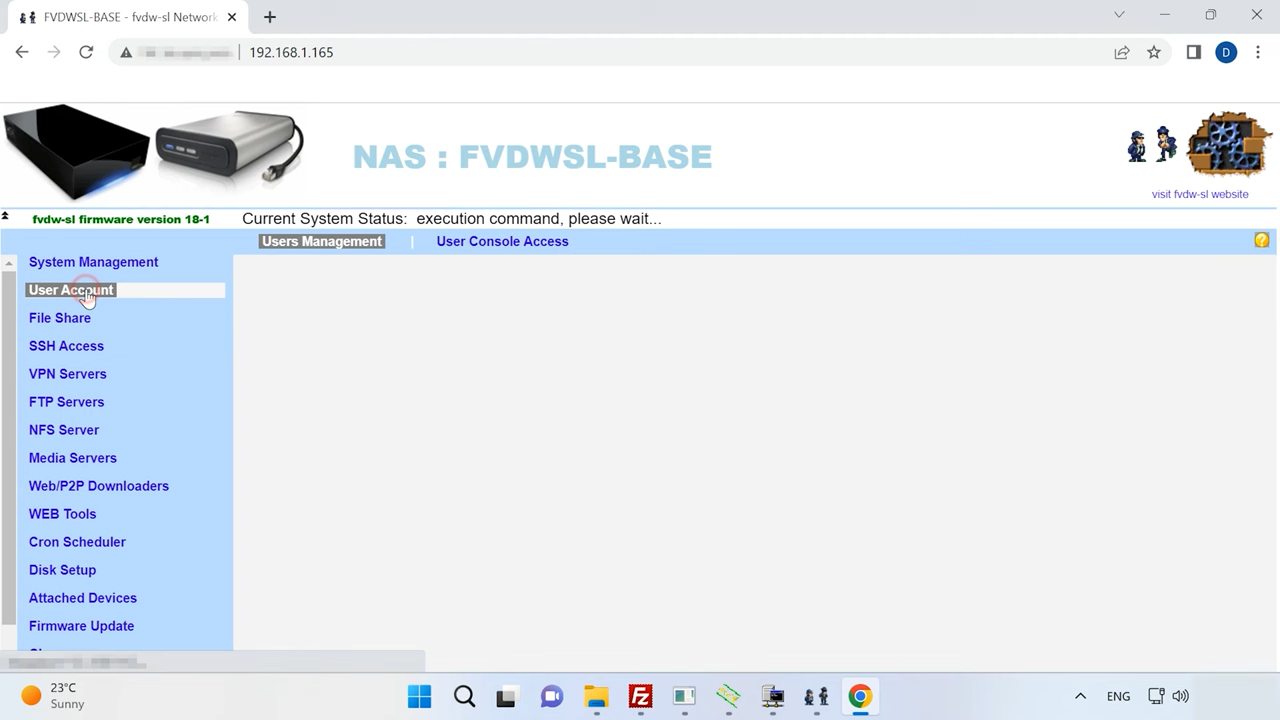 FVDWSL-BASE - fvdw-sl Network
192.168.1.165
D
NAS : FVDWSL-BASE
visit fvdw-sl website
fvdw-sl firmware version 18-1
Current System Status: execution command, please wait...
Users Management | User Console Access
System Management
User Account
File Share
SSH Access
VPN Servers
FTP Servers
NFS Server
Media Servers
Web/P2P Downloaders
WEB Tools
Cron Scheduler
Disk Setup
Attached Devices
Firmware Update
23°C
Sunny
Fz
ENG